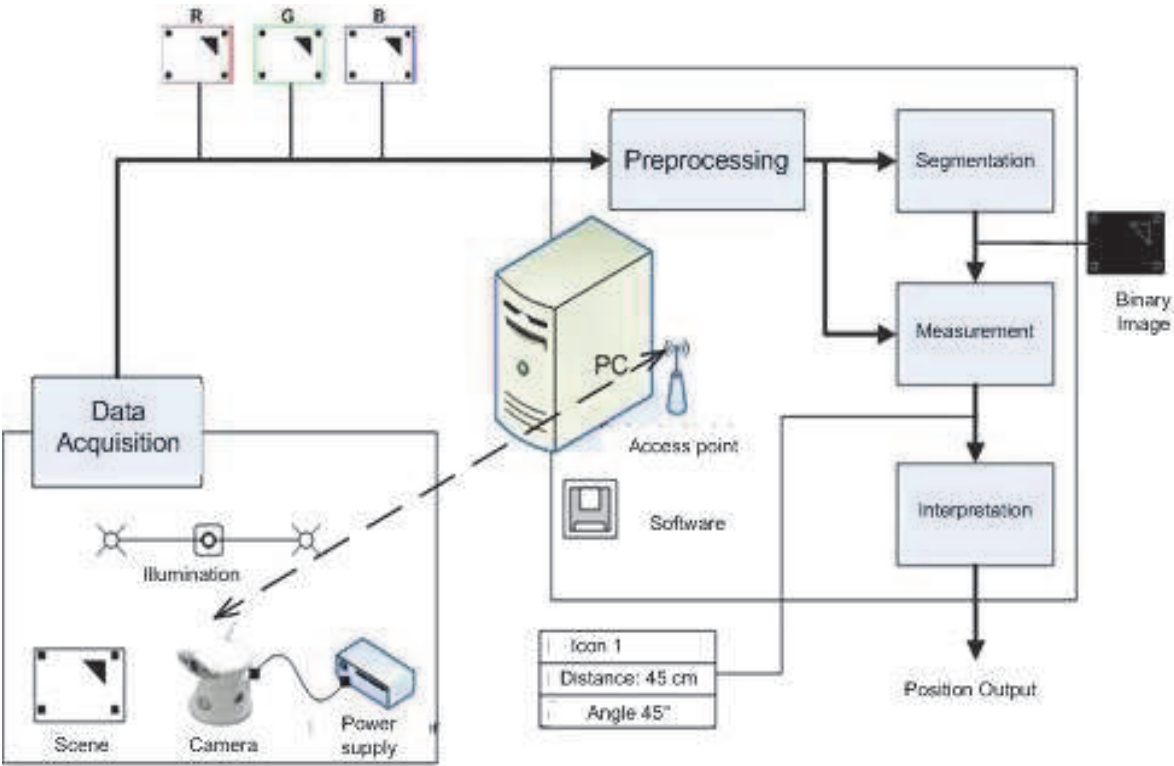 R
G
B
Preprocessing
Segmentation
Binary
Image
Measurement
PC
Data
Acquisition
Access point
Interpretation
Software
Illumination
Icon 1
Distance: 45 cm
Angle 45°
Position Output
Scene
Camera
Power
supply